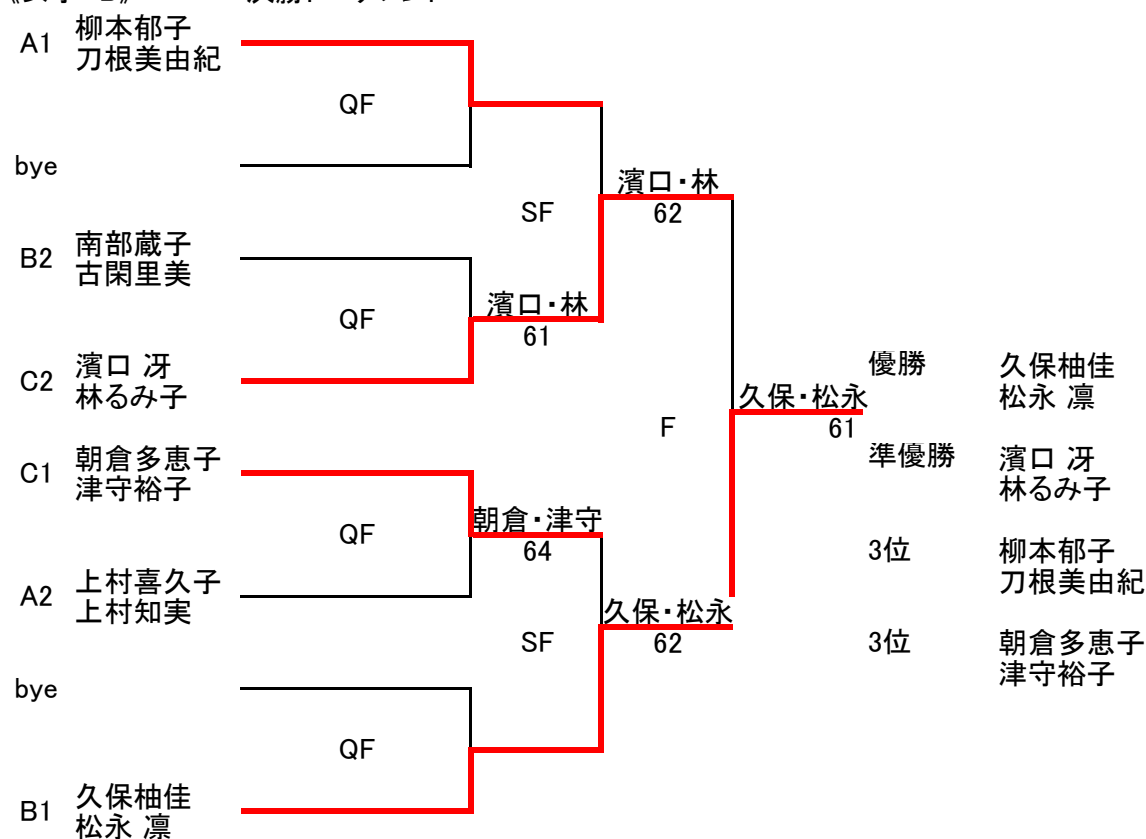 A1
柳本郁子
刀根美由紀
QF
bye
濱口・林
62
SF
B2
南部蔵子
古閑里美
QF
濱口・林
61
C2
濱口 冴
林るみ子
優勝
久保柚佳
松永 凛
久保・松永
61
F
準優勝
濱口 冴
林るみ子
C1
朝倉多恵子
津守裕子
QF
朝倉・津守
64
3位
柳本郁子
刀根美由紀
A2
上村喜久子
上村知実
久保・松永
62
SF
3位
朝倉多恵子
津守裕子
bye
QF
B1
久保柚佳
松永 凛